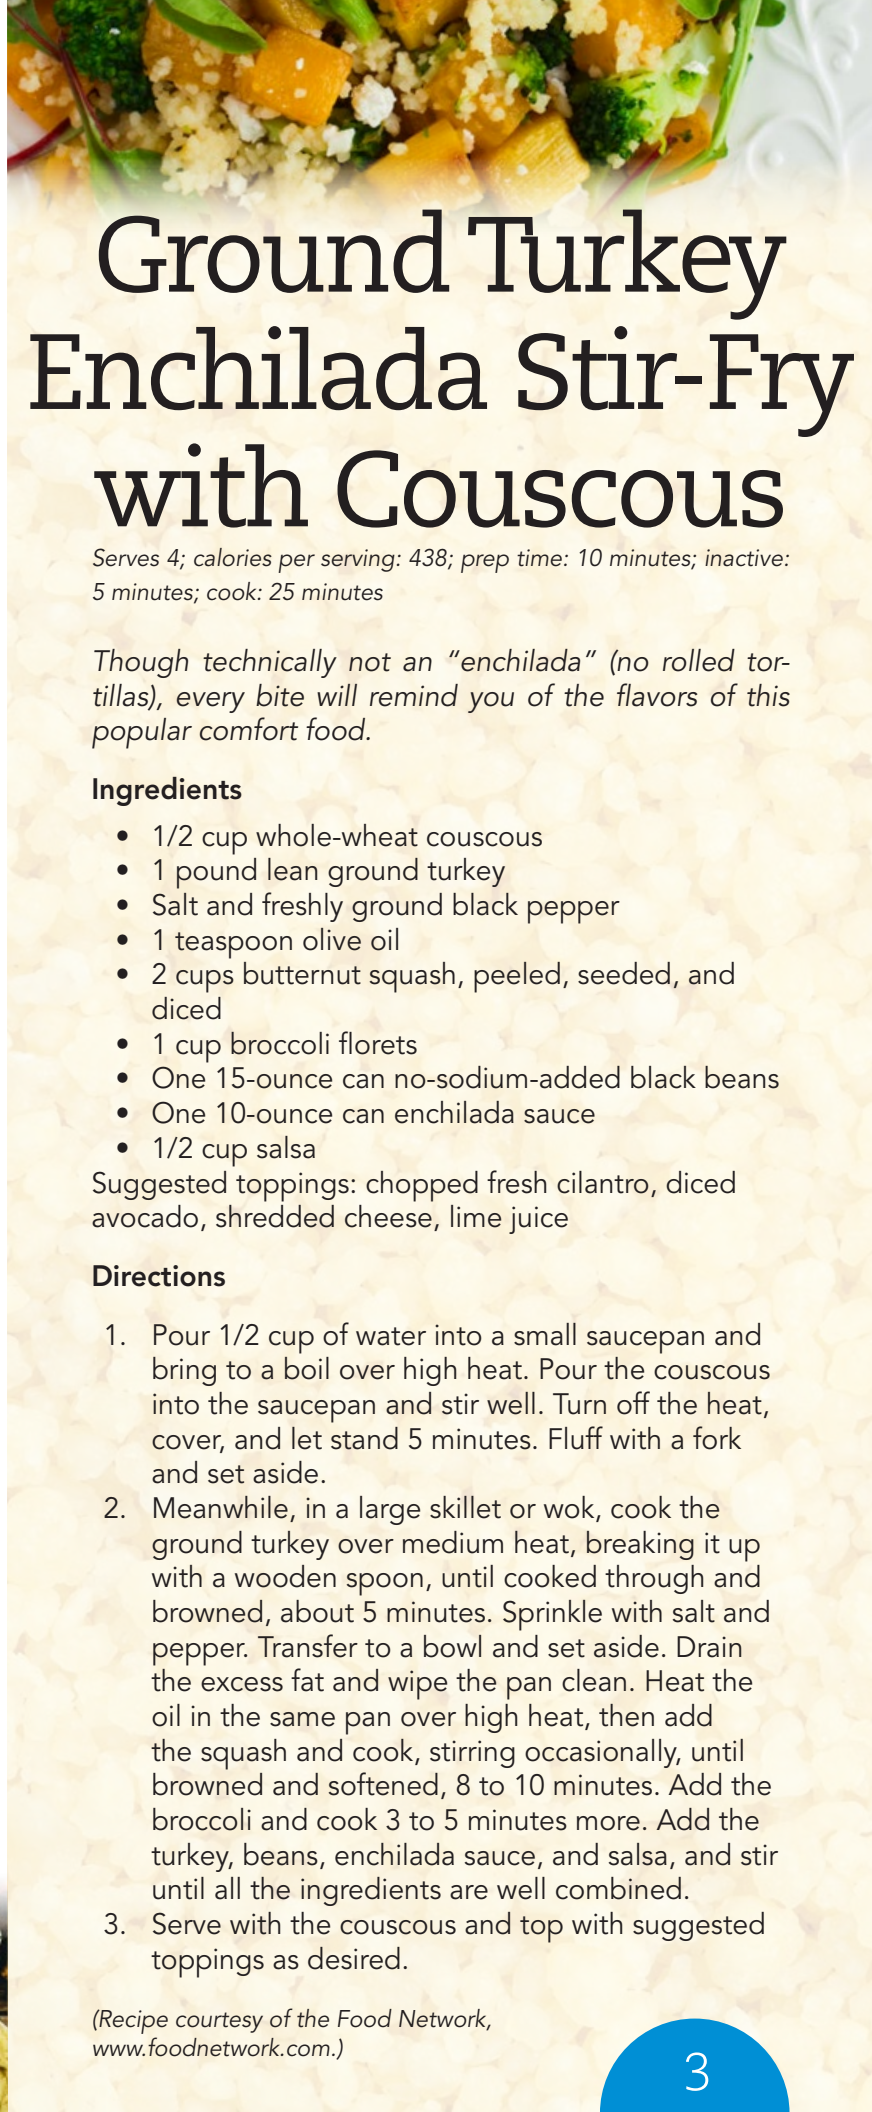 Ground Turkey
Enchilada Stir-Fry
with Couscous
Serves 4; calories per serving: 438; prep time: 10 minutes; inactive:
5 minutes; cook: 25 minutes
Though technically not an “enchilada” (no rolled tor-
tillas), every bite will remind you of the flavors of this
popular comfort food.
Ingredients
• 1/2 cup whole-wheat couscous
• 1 pound lean ground turkey
• Salt and freshly ground black pepper
• 1 teaspoon olive oil
• 2 cups butternut squash, peeled, seeded, and
diced
• 1 cup broccoli florets
• One 15-ounce can no-sodium-added black beans
• One 10-ounce can enchilada sauce
• 1/2 cup salsa
Suggested toppings: chopped fresh cilantro, diced
avocado, shredded cheese, lime juice
Directions
1. Pour 1/2 cup of water into a small saucepan and
bring to a boil over high heat. Pour the couscous
into the saucepan and stir well. Turn off the heat,
cover, and let stand 5 minutes. Fluff with a fork
and set aside.
2. Meanwhile, in a large skillet or wok, cook the
ground turkey over medium heat, breaking it up
with a wooden spoon, until cooked through and
browned, about 5 minutes. Sprinkle with salt and
pepper. Transfer to a bowl and set aside. Drain
the excess fat and wipe the pan clean. Heat the
oil in the same pan over high heat, then add
the squash and cook, stirring occasionally, until
browned and softened, 8 to 10 minutes. Add the
broccoli and cook 3 to 5 minutes more. Add the
turkey, beans, enchilada sauce, and salsa, and stir
until all the ingredients are well combined.
3. Serve with the couscous and top with suggested
toppings as desired.
(Recipe courtesy of the Food Network,
www.foodnetwork.com.)
3